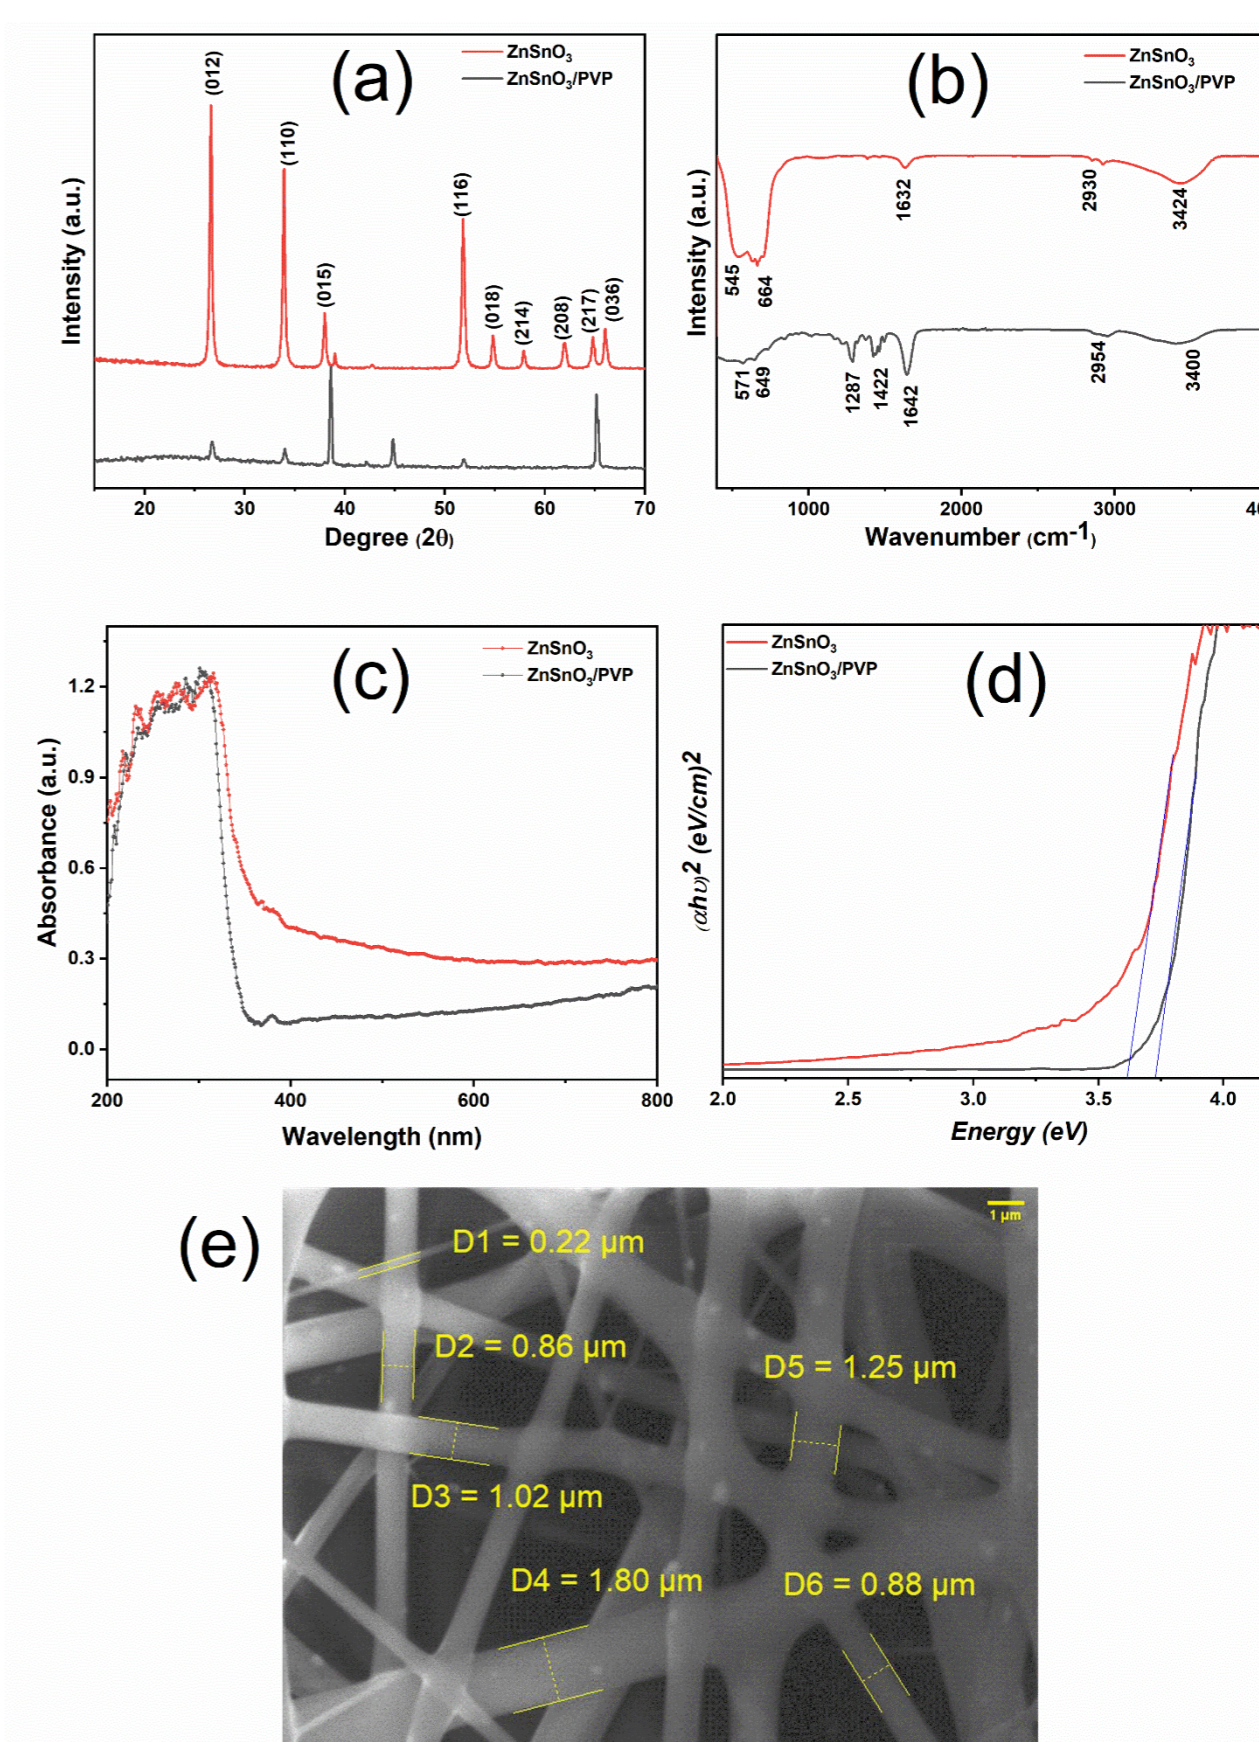 (a)
ZnSnO₃
ZnSnO₃/PVP
(012)
(110)
(015)
(116)
(018)
(214)
(208)
(217)
(036)
Intensity (a.u.)
20 30 40 50 60 70
Degree (2θ)
(b)
ZnSnO₃
ZnSnO₃/PVP
545
664
1632
2930
3424
571
649
1287
1422
1642
2954
3400
Intensity (a.u.)
1000 2000 3000
Wavenumber (cm⁻¹)
(c)
ZnSnO₃
ZnSnO₃/PVP
1.2
0.9
0.6
0.3
0.0
Absorbance (a.u.)
200 400 600 800
Wavelength (nm)
(d)
ZnSnO₃
ZnSnO₃/PVP
(αhυ)² (eV/cm)²
2.0 2.5 3.0 3.5 4.0
Energy (eV)
(e)
1 µm
D1 = 0.22 µm
D2 = 0.86 µm
D5 = 1.25 µm
D3 = 1.02 µm
D4 = 1.80 µm
D6 = 0.88 µm